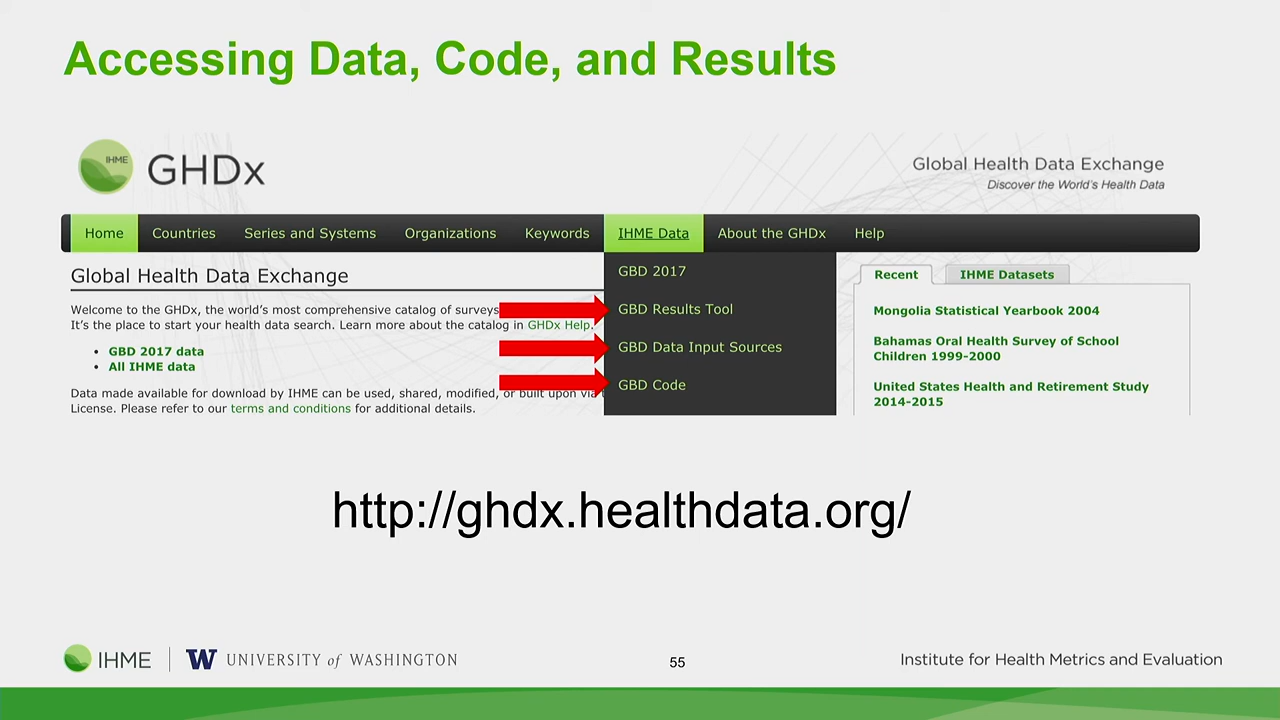 Accessing Data, Code, and Results
IHME
GHDx
Global Health Data Exchange
Discover the World's Health Data
Home Countries Series and Systems Organizations Keywords IHME Data About the GHDx Help
Global Health Data Exchange
Welcome to the GHDx, the world's most comprehensive catalog of surveys
It's the place to start your health data search. Learn more about the catalog in GHDx Help.
• GBD 2017 data
• All IHME data
Data made available for download by IHME can be used, shared, modified, or built upon via
License. Please refer to our terms and conditions for additional details.
GBD 2017
GBD Results Tool
GBD Data Input Sources
GBD Code
Recent IHME Datasets
Mongolia Statistical Yearbook 2004
Bahamas Oral Health Survey of School
Children 1999-2000
United States Health and Retirement Study
2014-2015
http://ghdx.healthdata.org/
IHME W UNIVERSITY of WASHINGTON
55
Institute for Health Metrics and Evaluation